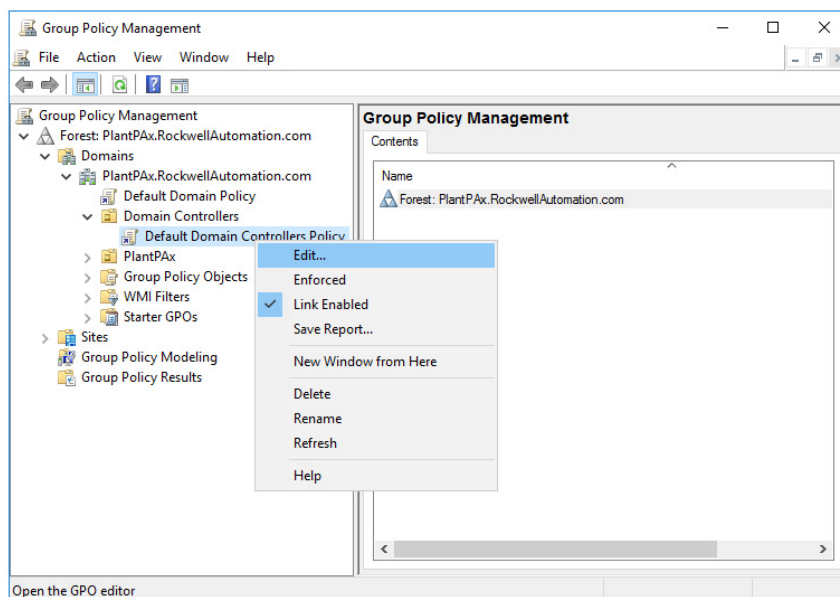 Group Policy Management
File Action View Window Help
Group Policy Management
Forest: PlantPAx.RockwellAutomation.com
Domains
PlantPAx.RockwellAutomation.com
Default Domain Policy
Domain Controllers
Default Domain Controllers Policy
PlantPAx
Group Policy Objects
WMI Filters
Starter GPOs
Sites
Group Policy Modeling
Group Policy Results
Edit...
Enforced
Link Enabled
Save Report...
New Window from Here
Delete
Rename
Refresh
Help
Group Policy Management
Contents
Name
Forest: PlantPAx.RockwellAutomation.com
Open the GPO editor